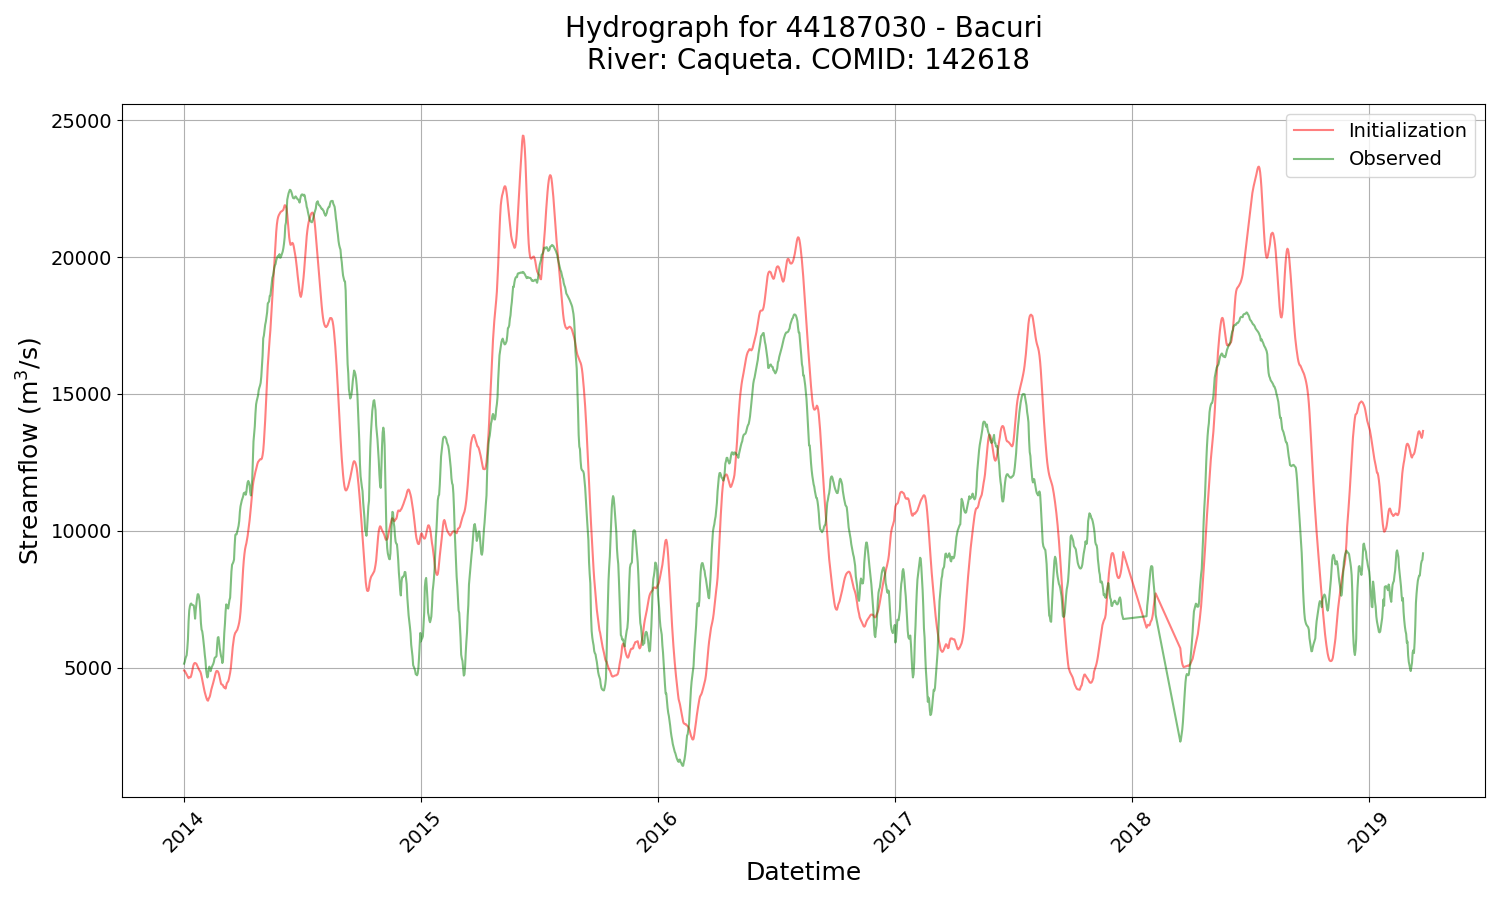 Hydrograph for 44187030 - Bacuri
River: Caqueta. COMID: 142618
25000
20000
15000
10000
5000
Streamflow (m³/s)
Initialization
Observed
2014
2015
2016
2017
2018
2019
Datetime